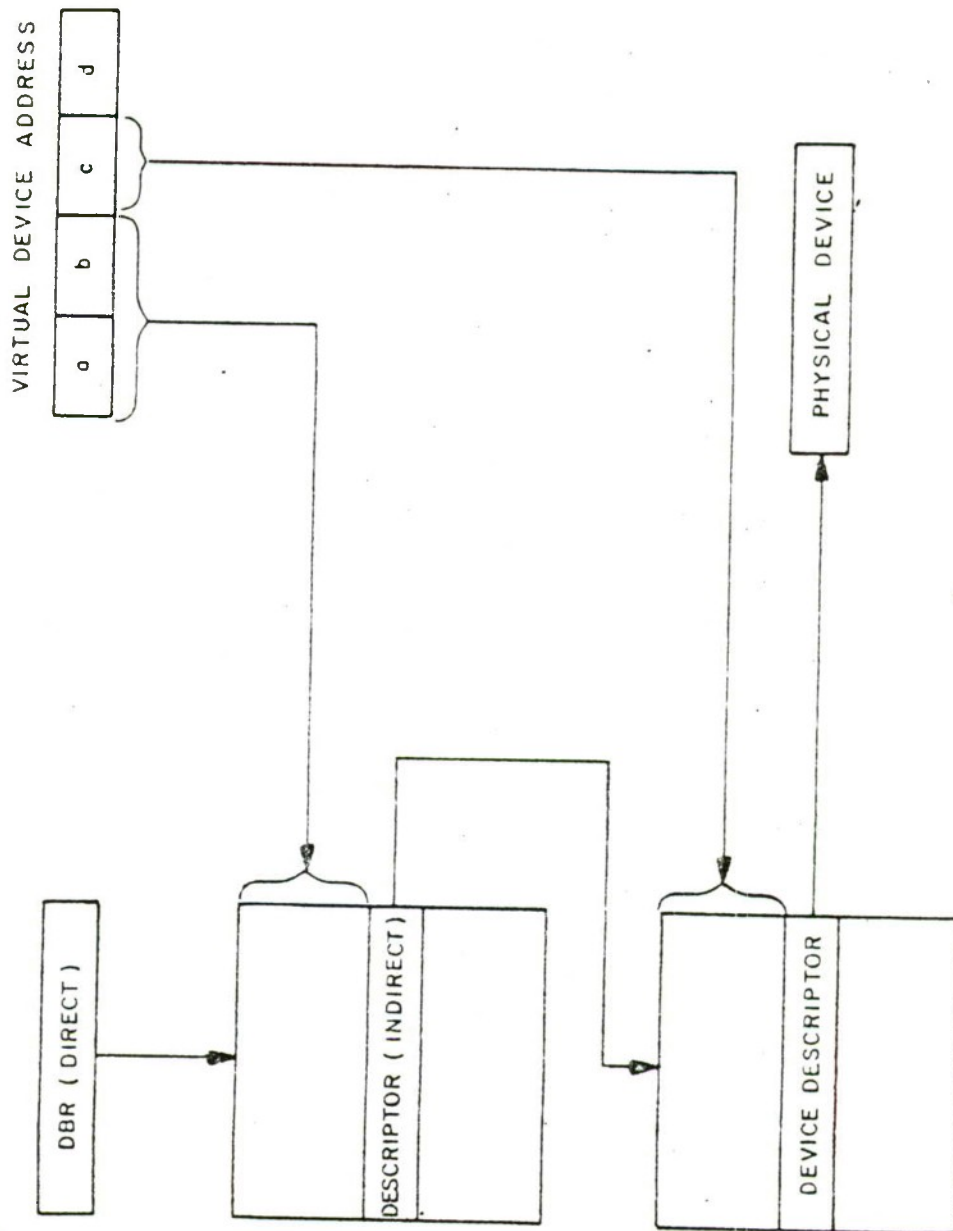 VIRTUAL DEVICE ADDRESS
a
b
c
d
DBR (DIRECT)
DESCRIPTOR (INDIRECT)
DEVICE DESCRIPTOR
PHYSICAL DEVICE